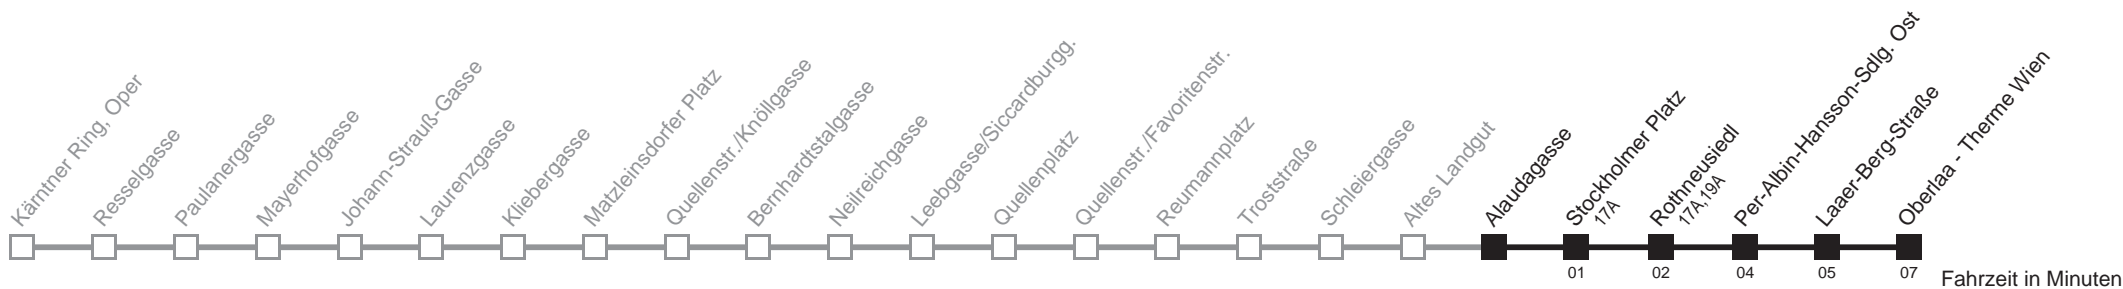 Kärntner Ring, Oper
Resselgasse
Paulanergasse
Mayerhofgasse
Johann-Strauß-Gasse
Laurenzgasse
Kliebergasse
Matzleinsdorfer Platz
Quellenstr./Knöllgasse
Bernhardtstalgasse
Neilreichgasse
Leebgasse/Siccardburgg.
Quellenplatz
Quellenstr./Favoritenstr.
Reumannplatz
Troststraße
Schleiergasse
Altes Landgut
Alaudagasse
Stockholmer Platz
17A
Rothneusiedl
17A,19A
Per-Albin-Hansson-Sdlg. Ost
Laaer-Berg-Straße
Oberlaa - Therme Wien
01
02
04
05
07
Fahrzeit in Minuten